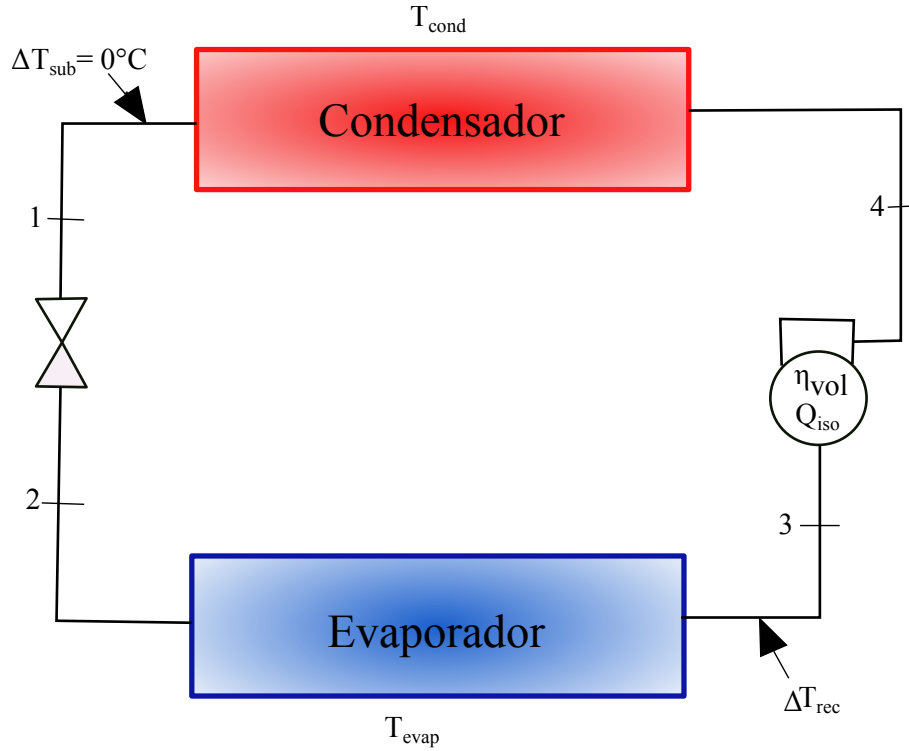 T_cond
ΔT_sub= 0°C
Condensador
1
4
η_vol
Q_iso
2
3
Evaporador
ΔT_rec
T_evap